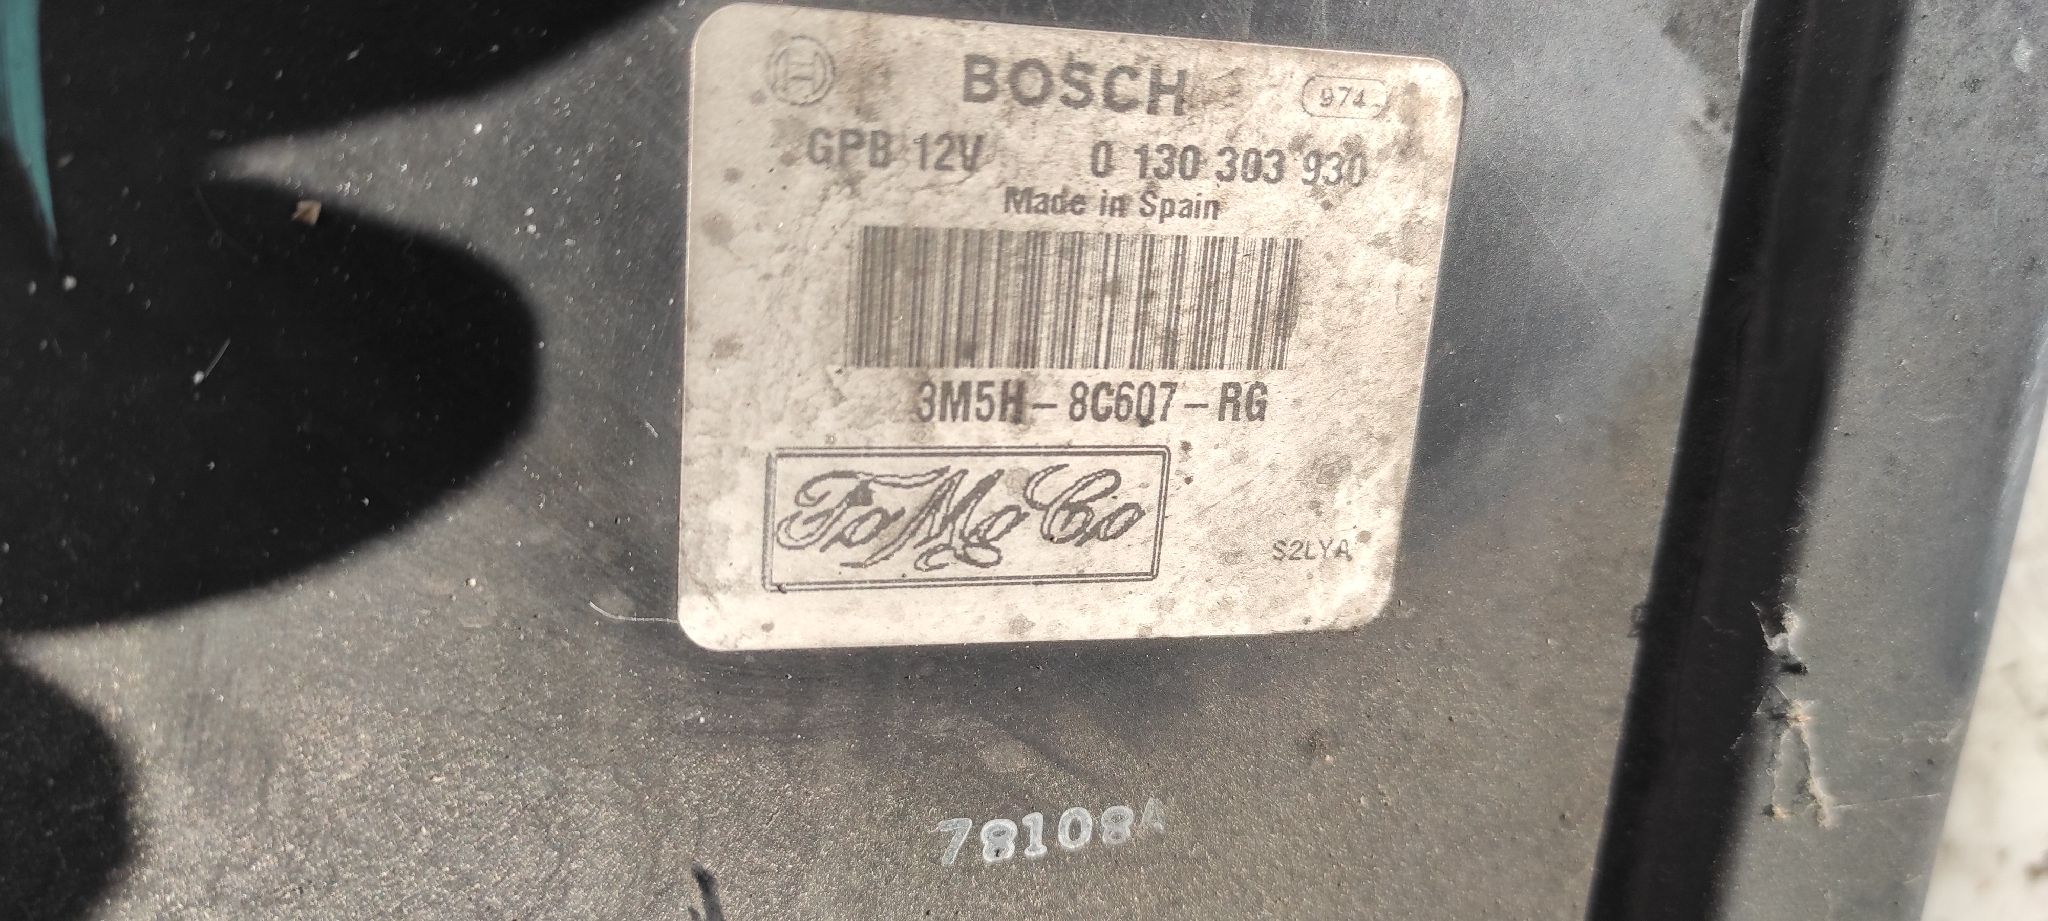 BOSCH
974
GPB 12V 0 130 303 930
Made in Spain
3M5H-8C607-RG
FoMoCo
S2LYA
78108A